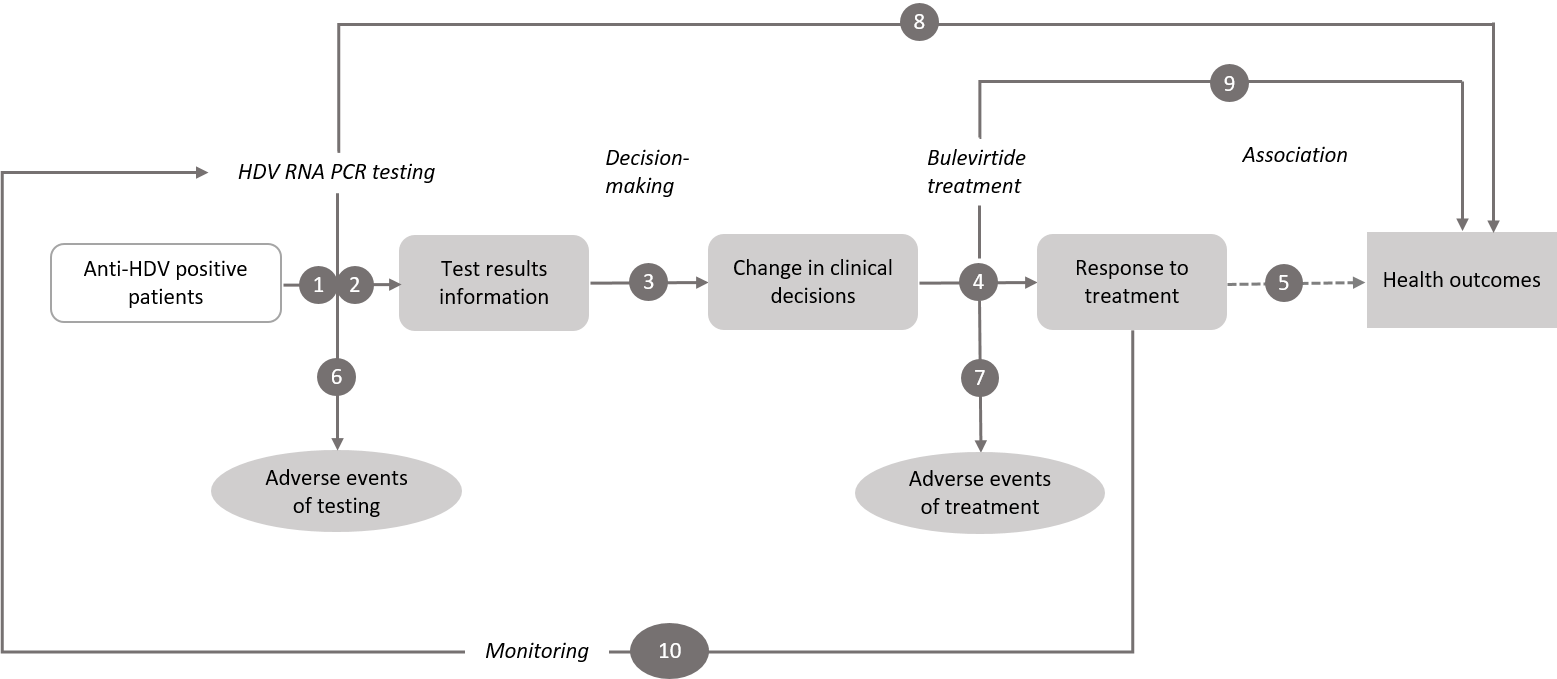 8
9
HDV RNA PCR testing
Decision-
making
Bulevirtide
treatment
Association
Anti-HDV positive
patients
1
2
Test results
information
3
Change in clinical
decisions
4
Response to
treatment
5
Health outcomes
6
7
Adverse events
of testing
Adverse events
of treatment
Monitoring
10